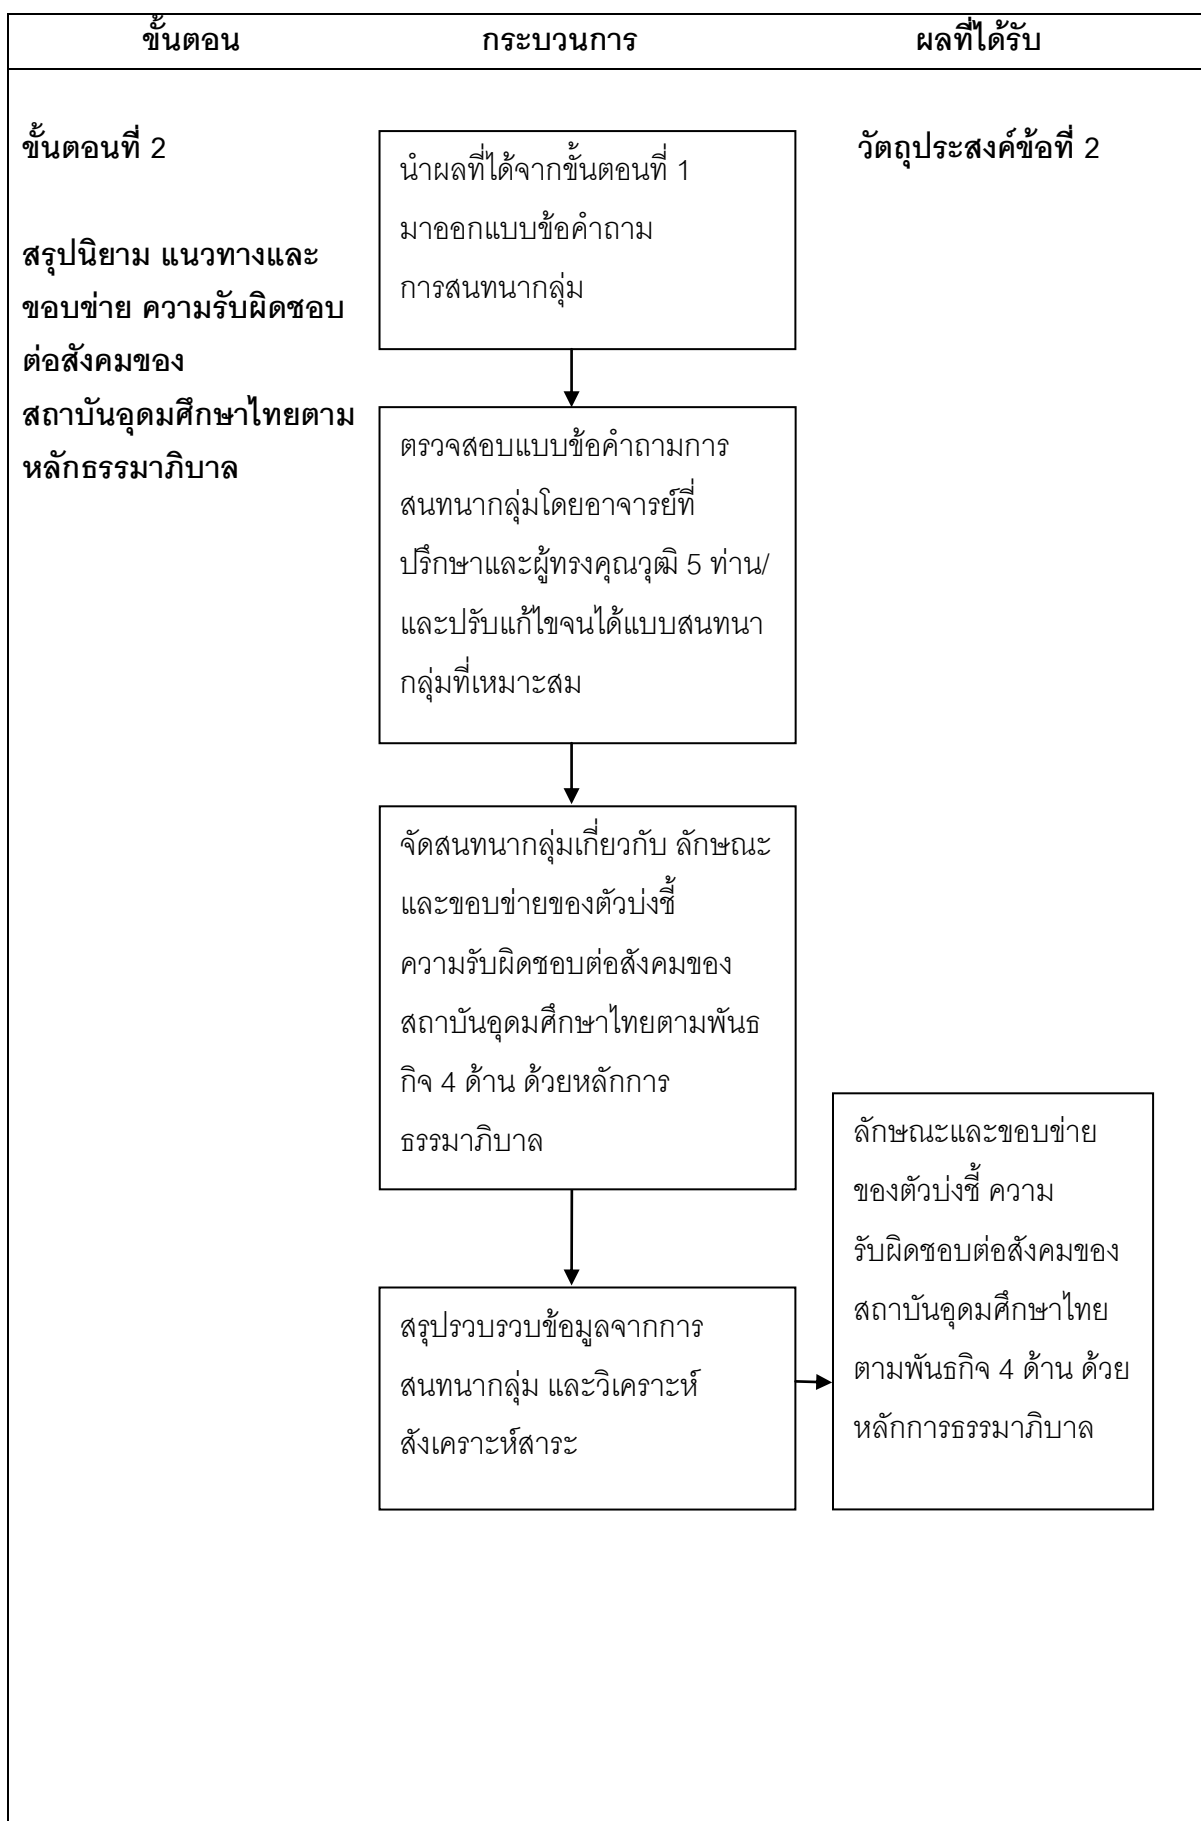 ขั้นตอน กระบวนการ ผลที่ได้รับ
ขั้นตอนที่ 2
สรุปนิยาม แนวทางและ
ขอบข่าย ความรับผิดชอบ
ต่อสังคมของ
สถาบันอุดมศึกษาไทยตาม
หลักธรรมาภิบาล
นำผลที่ได้จากขั้นตอนที่ 1
มาออกแบบข้อคำถาม
การสนทนากลุ่ม
ตรวจสอบแบบข้อคำถามการ
สนทนากลุ่มโดยอาจารย์ที่
ปรึกษาและผู้ทรงคุณวุฒิ 5 ท่าน/
และปรับแก้ไขจนได้แบบสนทนา
กลุ่มที่เหมาะสม
จัดสนทนากลุ่มเกี่ยวกับ ลักษณะ
และขอบข่ายของตัวบ่งชี้
ความรับผิดชอบต่อสังคมของ
สถาบันอุดมศึกษาไทยตามพันธ
กิจ 4 ด้าน ด้วยหลักการ
ธรรมาภิบาล
สรุปรวบรวบข้อมูลจากการ
สนทนากลุ่ม และวิเคราะห์
สังเคราะห์สาระ
วัตถุประสงค์ข้อที่ 2
ลักษณะและขอบข่าย
ของตัวบ่งชี้ ความ
รับผิดชอบต่อสังคมของ
สถาบันอุดมศึกษาไทย
ตามพันธกิจ 4 ด้าน ด้วย
หลักการธรรมาภิบาล